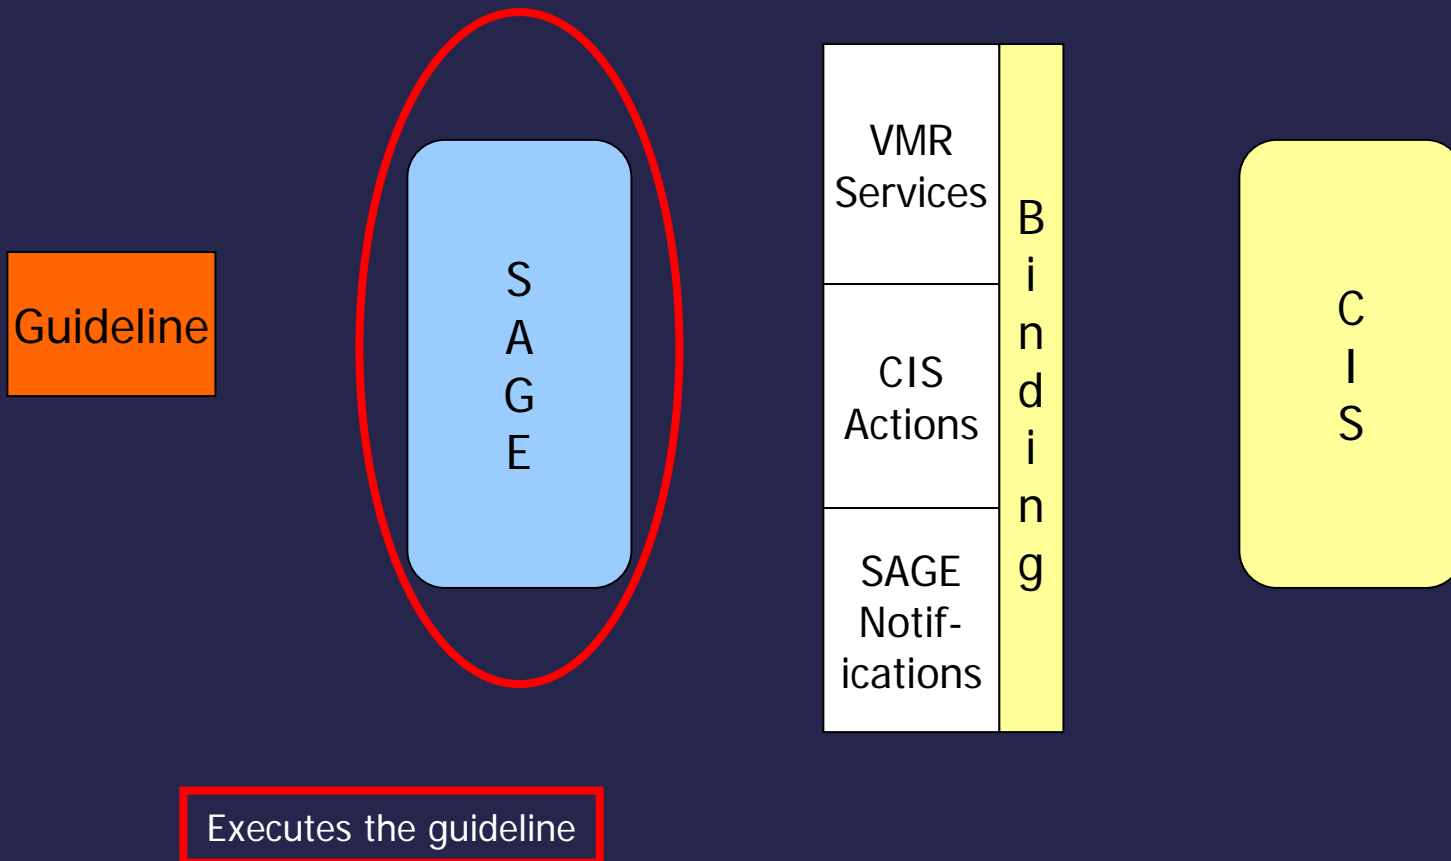 Guideline
S
A
G
E
VMR
Services
CIS
Actions
SAGE
Notif-
ications
B
i
n
d
i
n
g
C
I
S
Executes the guideline